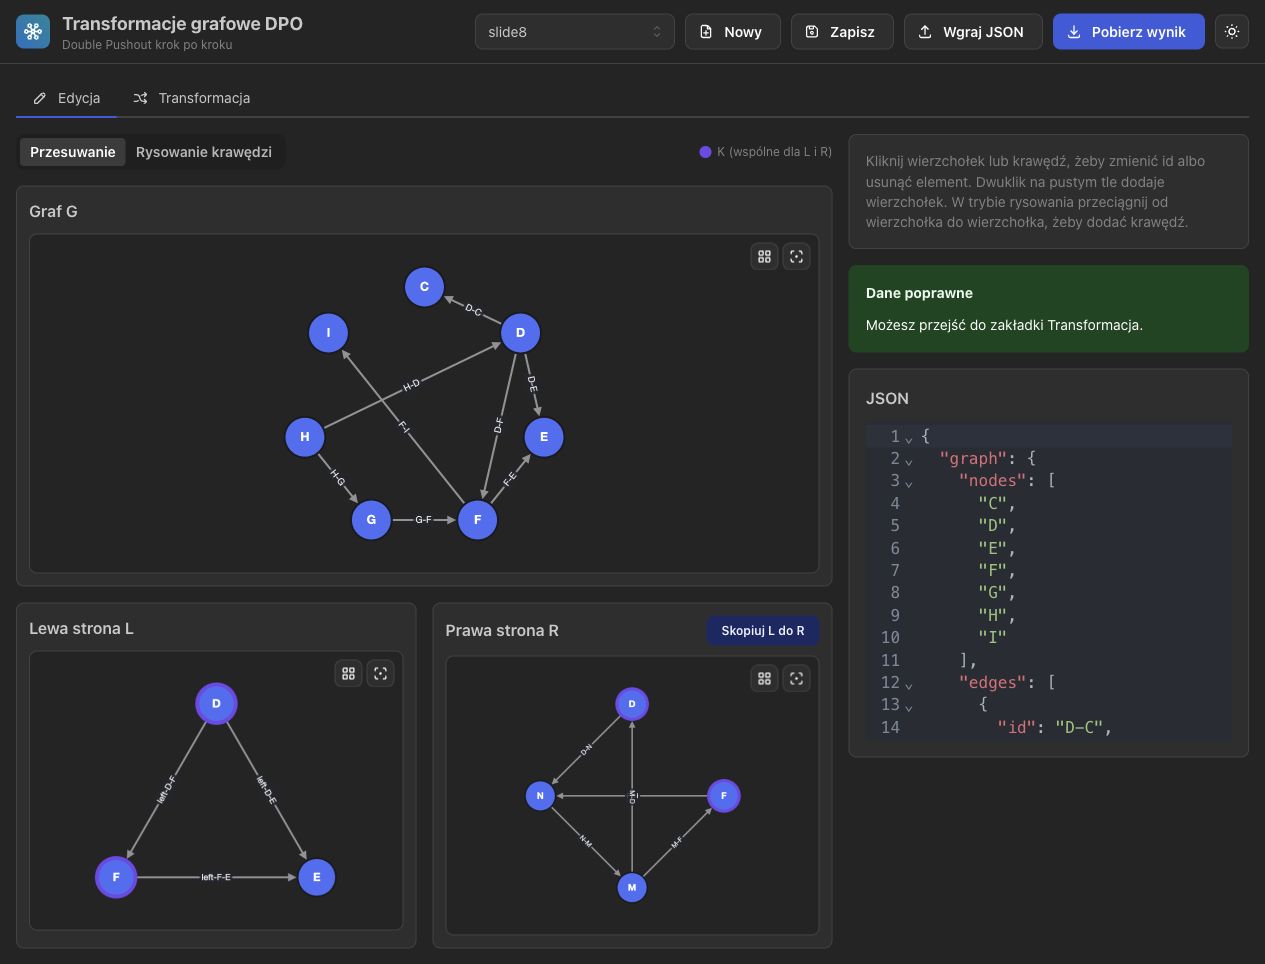 Transformacje grafowe DPO
Double Pushout krok po kroku
slide8
Nowy
Zapisz
Wgraj JSON
Pobierz wynik
Edycja
Transformacja
Przesuwanie
Rysowanie krawędzi
K (wspólne dla L i R)
Graf G
C
D-C
I
D
H-D
D-E
F-I
D-F
H
E
H-G
F-E
G
G-F
F
Lewa strona L
D
left-D-F
left-D-E
F
left-F-E
E
Prawa strona R
Skopiuj L do R
D
D-N
N
M-D
F
N-M
M-F
M
Kliknij wierzchołek lub krawędź, żeby zmienić id albo
usunąć element. Dwuklik na pustym tle dodaje
wierzchołek. W trybie rysowania przeciągnij od
wierzchołka do wierzchołka, żeby dodać krawędź.
Dane poprawne
Możesz przejść do zakładki Transformacja.
JSON
1 {
2 "graph": {
3 "nodes": [
4 "C",
5 "D",
6 "E",
7 "F",
8 "G",
9 "H",
10 "I"
11 ],
12 "edges": [
13 {
14 "id": "D-C",